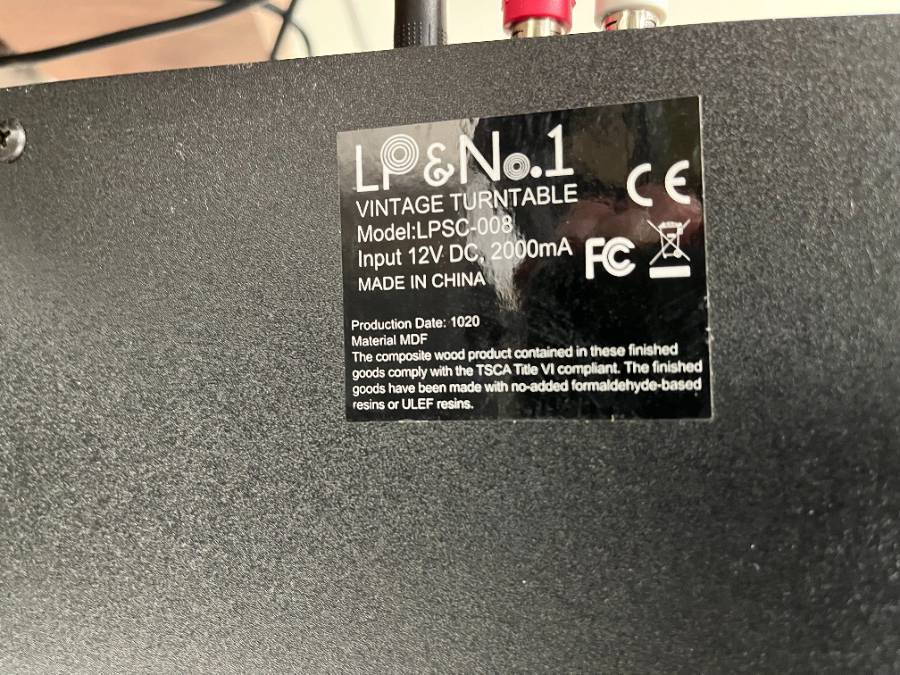 LP&No.1
VINTAGE TURNTABLE
Model:LPSC-008
Input 12V DC, 2000mA
MADE IN CHINA
CE
FC
Production Date: 1020
Material MDF
The composite wood product contained in these finished
goods comply with the TSCA Title VI compliant. The finished
goods have been made with no-added formaldehyde-based
resins or ULEF resins.